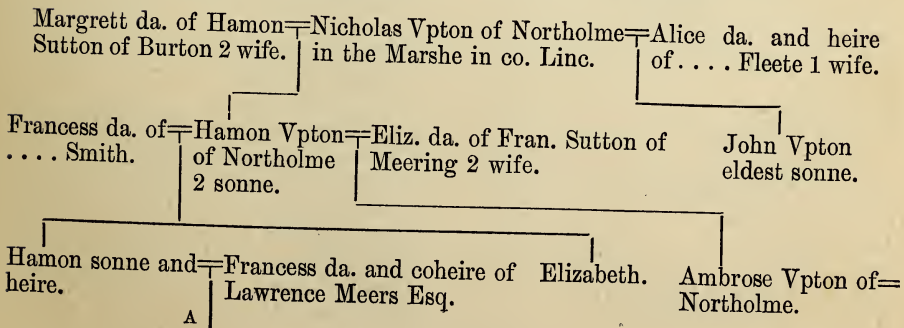 Margrett da. of Hamon=Nicholas Vpton of Northolme=Alice da. and heire
Sutton of Burton 2 wife. in the Marshe in co. Linc. of . . . . Fleete 1 wife.
Francess da. of=Hamon Vpton=Eliz. da. of Fran. Sutton of
. . . . Smith. of Northolme Meering 2 wife.
2 sonne.
John Vpton
eldest sonne.
Hamon sonne and=Francess da. and coheire of Elizabeth. Ambrose Vpton of=
heire. Lawrence Meers Esq. Northolme.
A